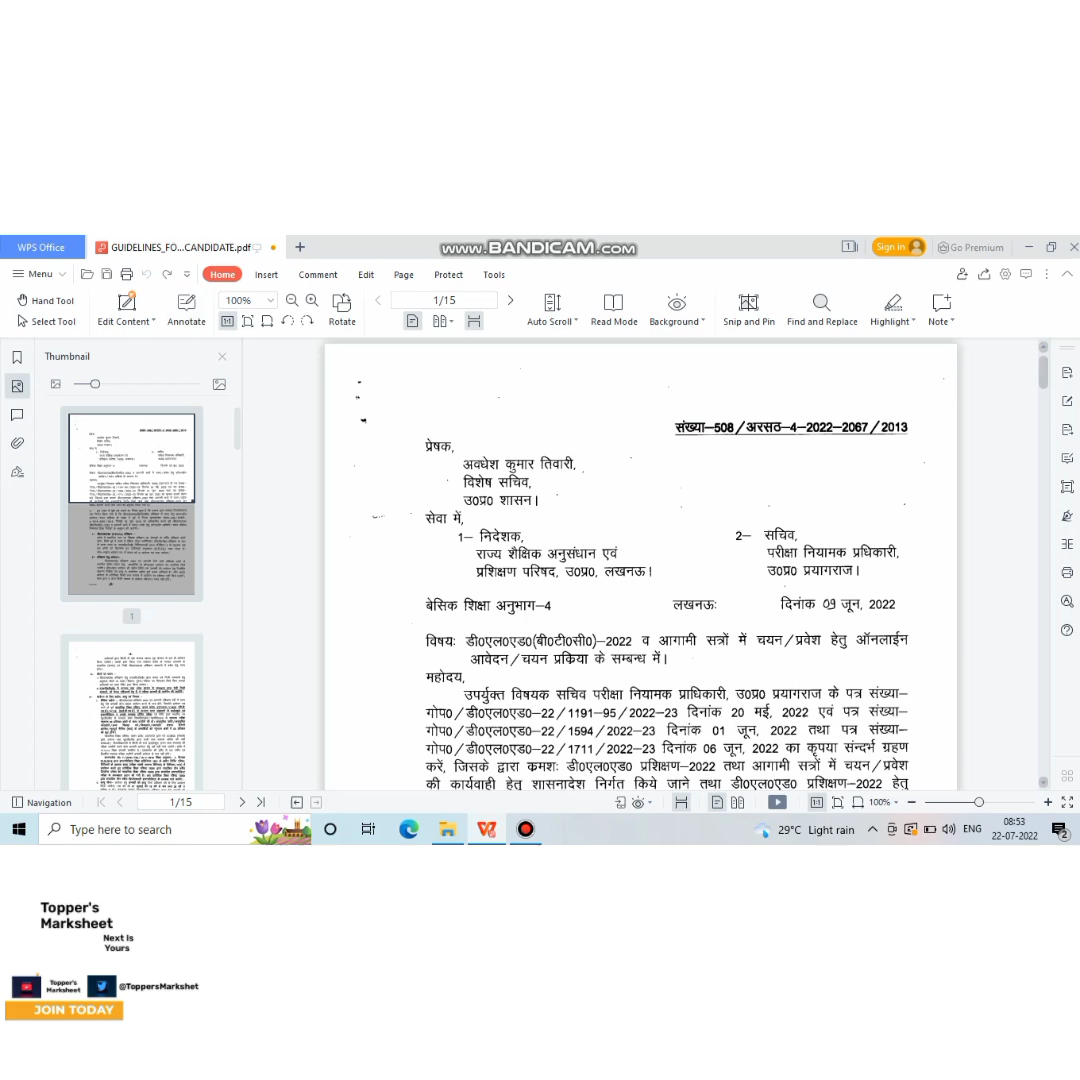 www.BANDICAM.com
WPS Office
GUIDELINES_FO...CANDIDATE.pdf
1
Sign in
Go Premium
Menu
Home
Insert
Comment
Edit
Page
Protect
Tools
Hand Tool
Select Tool
Edit Content
Annotate
100%
Rotate
1/15
Auto Scroll
Read Mode
Background
Snip and Pin
Find and Replace
Highlight
Note
Thumbnail
1
संख्या-508/अरसठ-4-2022-2067/2013
प्रेषक,
अवधेश कुमार तिवारी,
विशेष सचिव,
उ0प्र0 शासन।
सेवा में,
1- निदेशक,
राज्य शैक्षिक अनुसंधान एवं
प्रशिक्षण परिषद, उ0प्र0, लखनऊ।
2- सचिव,
परीक्षा नियामक प्रधिकारी,
उ0प्र0 प्रयागराज।
बेसिक शिक्षा अनुभाग-4 लखनऊः दिनांक 09 जून, 2022
विषयः डी0एल0एड0(बी0टी0सी0)-2022 व आगामी सत्रों में चयन/प्रवेश हेतु ऑनलाईन
आवेदन/चयन प्रकिया के सम्बन्ध में।
महोदय,
उपर्युक्त विषयक सचिव परीक्षा नियामक प्राधिकारी, उ0प्र0 प्रयागराज के पत्र संख्या-
गोप0/डी0एल0एड0-22/1191-95/2022-23 दिनांक 20 मई, 2022 एवं पत्र संख्या-
गोप0/डी0एल0एड0-22/1594/2022-23 दिनांक 01 जून, 2022 तथा पत्र संख्या-
गोप0/डी0एल0एड0-22/1711/2022-23 दिनांक 06 जून, 2022 का कृपया संन्दर्भ ग्रहण
करें, जिसके द्वारा कमशः डी0एल0एड0 प्रशिक्षण-2022 तथा आगामी सत्रों में चयन/प्रवेश
की कार्यवाही हेतु शासनादेश निर्गत किये जाने तथा डी0एल0एड0 प्रशिक्षण-2022 हेतु
Navigation
1/15
100%
Type here to search
29°C Light rain
ENG
08:53
22-07-2022
2
Topper's
Marksheet
Next Is
Yours
Topper's
Marksheet
@ToppersMarkshet
JOIN TODAY